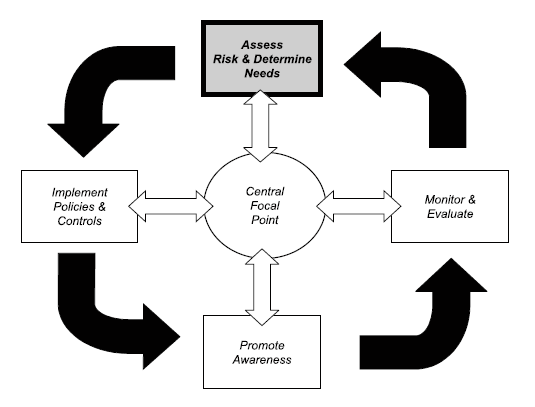 Assess
Risk & Determine
Needs
Implement
Policies &
Controls
Central
Focal
Point
Monitor &
Evaluate
Promote
Awareness